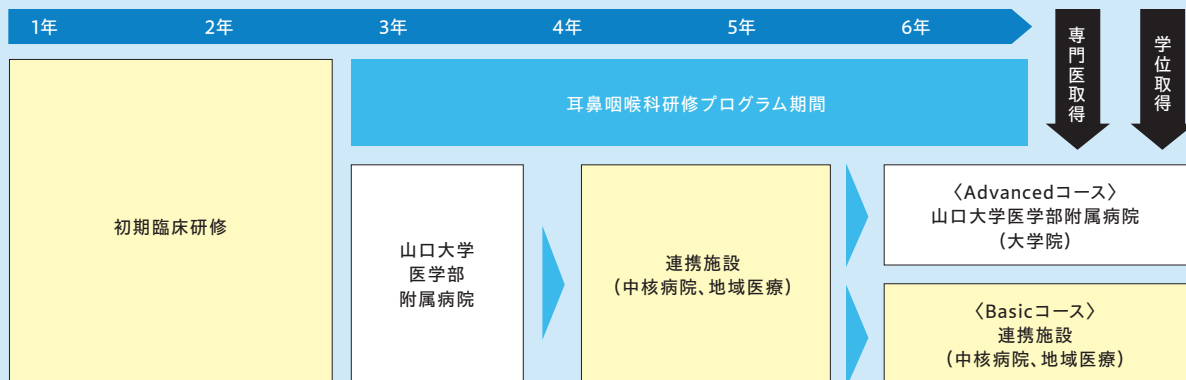 1年 2年 3年 4年 5年 6年
専門医取得
学位取得
耳鼻咽喉科研修プログラム期間
初期臨床研修
山口大学
医学部
附属病院
連携施設
(中核病院、地域医療)
〈Advancedコース〉
山口大学医学部附属病院
(大学院)
〈Basicコース〉
連携施設
(中核病院、地域医療)